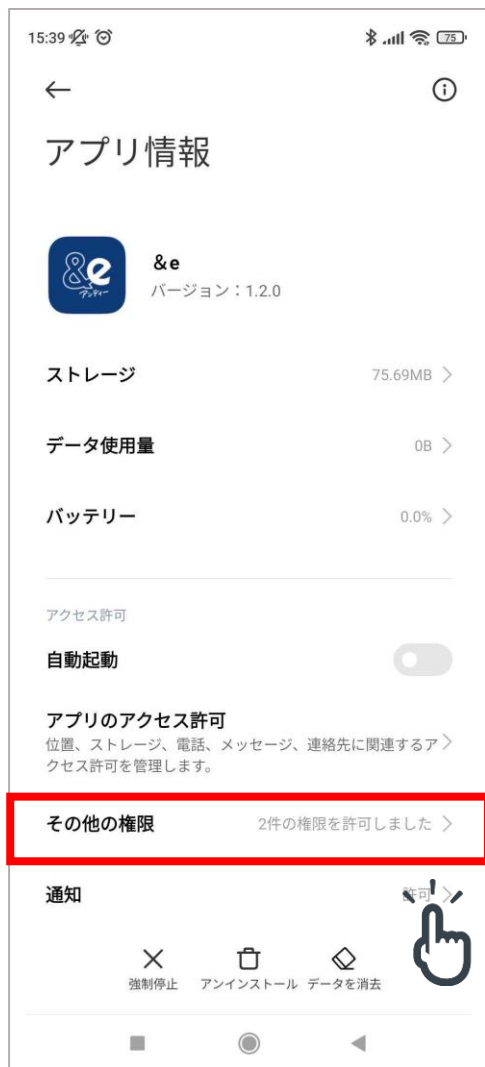 15:39
75
アプリ情報
&e
アンディー
&e
バージョン：1.2.0
ストレージ 75.69MB
データ使用量 0B
バッテリー 0.0%
アクセス許可
自動起動
アプリのアクセス許可
位置、ストレージ、電話、メッセージ、連絡先に関連するア
クセス許可を管理します。
その他の権限 2件の権限を許可しました
通知 許可
強制停止 アンインストール データを消去